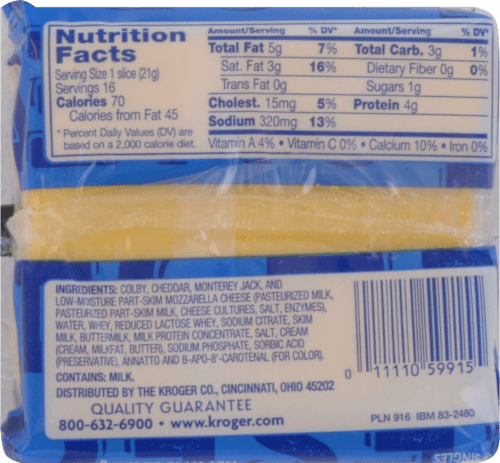 Nutrition
Facts
Serving Size 1 slice (21g)
Servings 16
Calories 70
Calories from Fat 45
* Percent Daily Values (DV) are
based on a 2,000 calorie diet.
Amount/Serving % DV* Amount/Serving % DV*
Total Fat 5g 7% Total Carb. 3g 1%
Sat. Fat 3g 16% Dietary Fiber 0g 0%
Trans Fat 0g Sugars 1g
Cholest. 15mg 5% Protein 4g
Sodium 320mg 13%
Vitamin A 4% • Vitamin C 0% • Calcium 10% • Iron 0%
INGREDIENTS: COLBY, CHEDDAR, MONTEREY JACK, AND
LOW-MOISTURE PART-SKIM MOZZARELLA CHEESE (PASTEURIZED MILK,
PASTEURIZED PART-SKIM MILK, CHEESE CULTURES, SALT, ENZYMES),
WATER, WHEY, REDUCED LACTOSE WHEY, SODIUM CITRATE, SKIM
MILK, BUTTERMILK, MILK PROTEIN CONCENTRATE, SALT, CREAM
(CREAM, MILKFAT, BUTTER), SODIUM PHOSPHATE, SORBIC ACID
(PRESERVATIVE), ANNATTO AND B-APO-8'-CAROTENAL (FOR COLOR).
CONTAINS: MILK.
DISTRIBUTED BY THE KROGER CO., CINCINNATI, OHIO 45202
QUALITY GUARANTEE
800-632-6900 • www.kroger.com
0 11110 59915
PLN 916 IBM 83-2480
SINGLES